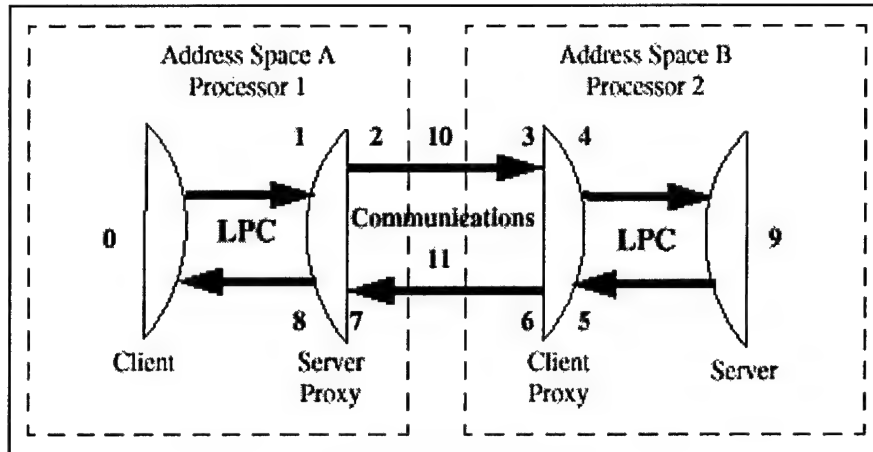 Address Space A
Processor 1
Address Space B
Processor 2
1 2 10 3 4
LPC
Communications
LPC
0
9
11
8 7 6 5
Client
Server
Proxy
Client
Proxy
Server